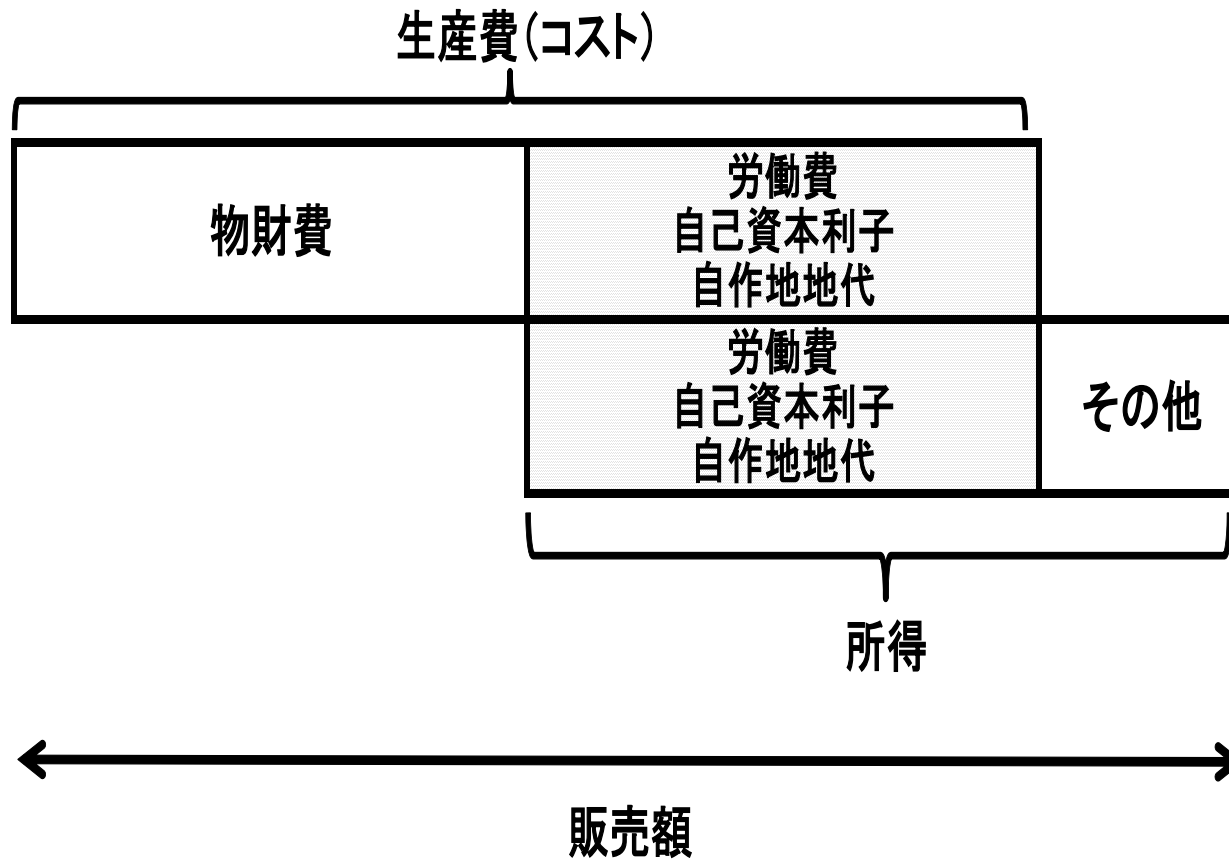 生産費(コスト)
物財費
労働費
自己資本利子
自作地地代
労働費
自己資本利子
自作地地代
その他
所得
販売額